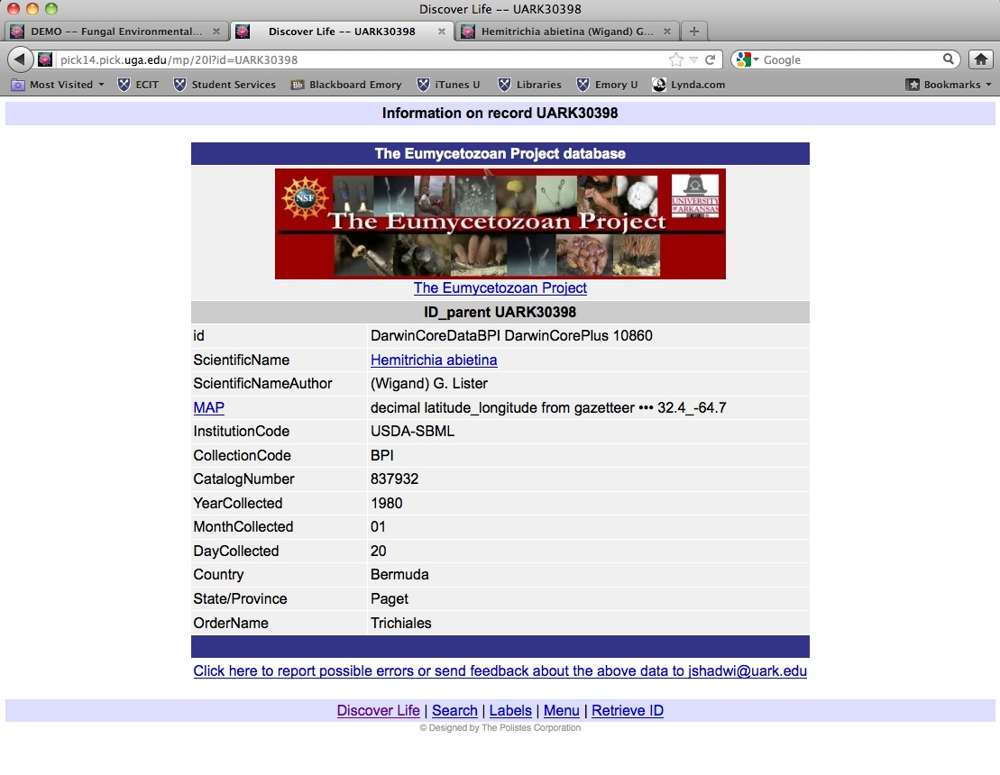 Discover Life -- UARK30398
DEMO -- Fungal Environmental... Discover Life -- UARK30398 Hemitrichia abietina (Wigand) G...
pick14.pick.uga.edu/mp/20l?id=UARK30398 Google
Most Visited ECIT Student Services Bb Blackboard Emory iTunes U Libraries Emory U Lynda.com Bookmarks
Information on record UARK30398
The Eumycetozoan Project database
NSF
UNIVERSITY
OF ARKANSAS
The Eumycetozoan Project
The Eumycetozoan Project
ID_parent UARK30398
id DarwinCoreDataBPI DarwinCorePlus 10860
ScientificName Hemitrichia abietina
ScientificNameAuthor (Wigand) G. Lister
MAP decimal latitude_longitude from gazetteer ••• 32.4_-64.7
InstitutionCode USDA-SBML
CollectionCode BPI
CatalogNumber 837932
YearCollected 1980
MonthCollected 01
DayCollected 20
Country Bermuda
State/Province Paget
OrderName Trichiales
Click here to report possible errors or send feedback about the above data to jshadwi@uark.edu
Discover Life | Search | Labels | Menu | Retrieve ID
© Designed by The Polistes Corporation